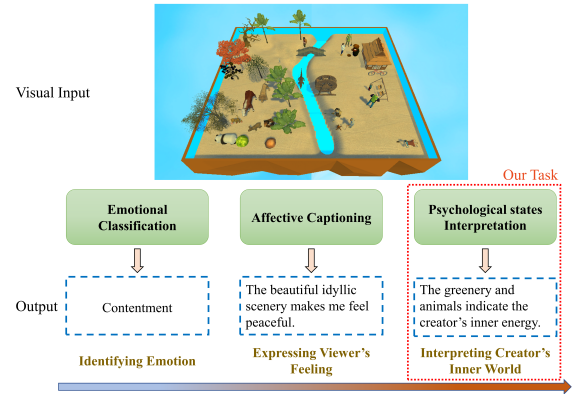 Visual Input
Our Task
Emotional
Classification
Affective Captioning
Psychological states
Interpretation
Output
Contentment
The beautiful idyllic
scenery makes me feel
peaceful.
The greenery and
animals indicate the
creator's inner energy.
Identifying Emotion
Expressing Viewer's
Feeling
Interpreting Creator's
Inner World